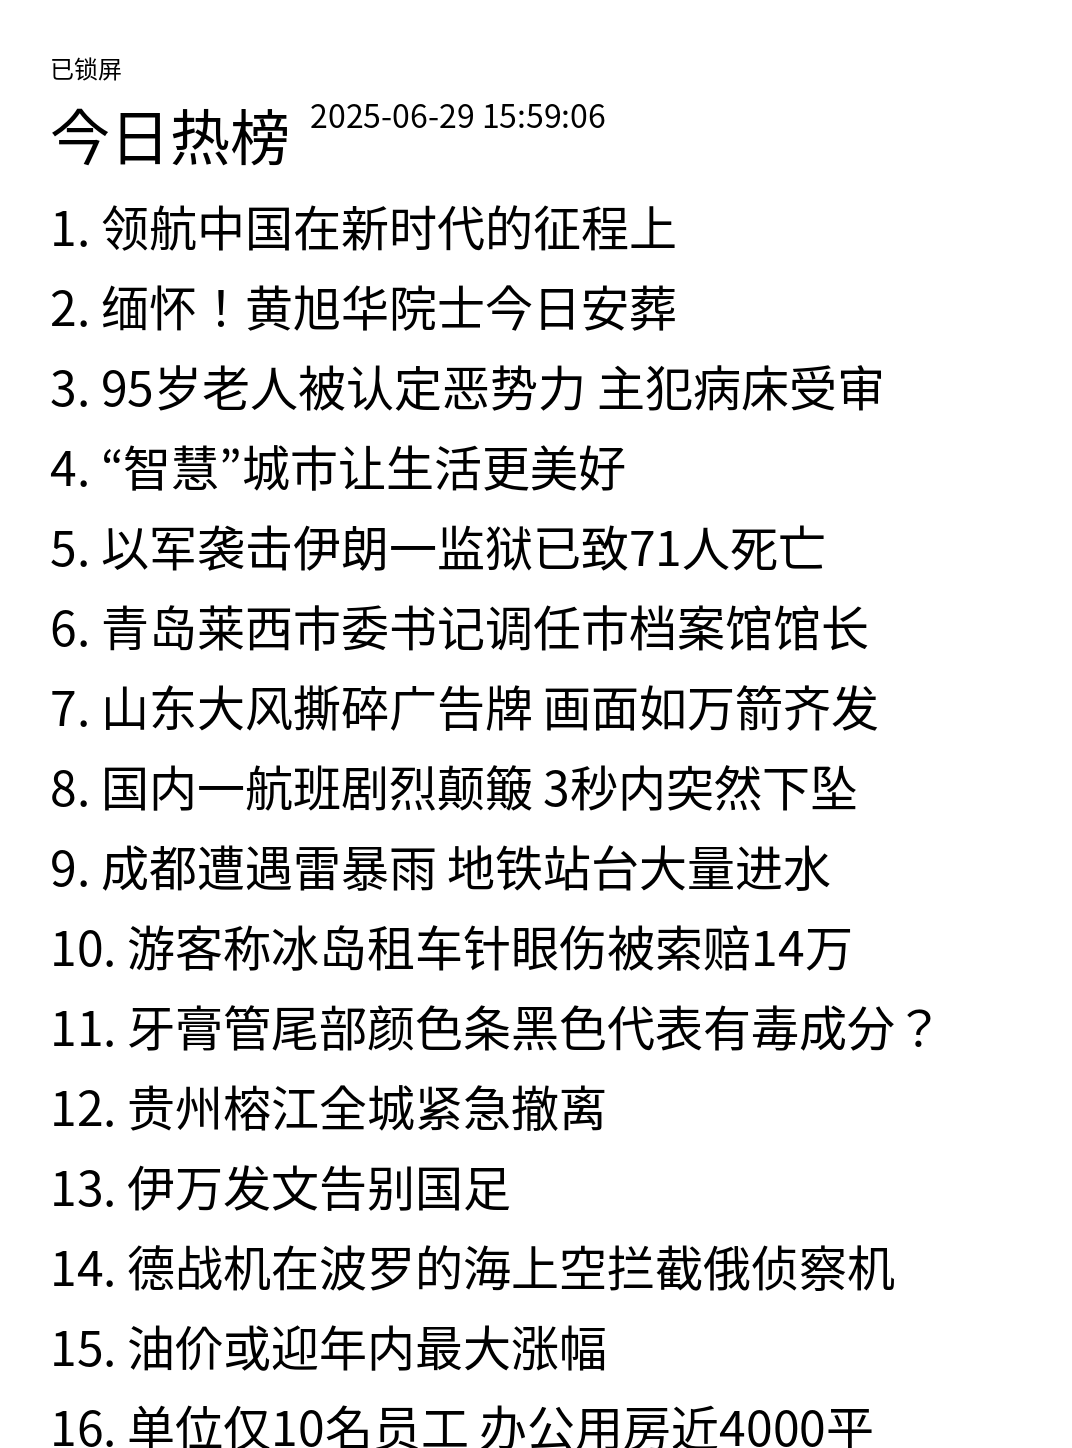 已锁屏
今日热榜 2025-06-29 15:59:06
1. 领航中国在新时代的征程上
2. 缅怀！黄旭华院士今日安葬
3. 95岁老人被认定恶势力 主犯病床受审
4. “智慧”城市让生活更美好
5. 以军袭击伊朗一监狱已致71人死亡
6. 青岛莱西市委书记调任市档案馆馆长
7. 山东大风撕碎广告牌 画面如万箭齐发
8. 国内一航班剧烈颠簸 3秒内突然下坠
9. 成都遭遇雷暴雨 地铁站台大量进水
10. 游客称冰岛租车针眼伤被索赔14万
11. 牙膏管尾部颜色条黑色代表有毒成分？
12. 贵州榕江全城紧急撤离
13. 伊万发文告别国足
14. 德战机在波罗的海上空拦截俄侦察机
15. 油价或迎年内最大涨幅
16. 单位仅10名员工 办公用房近4000平